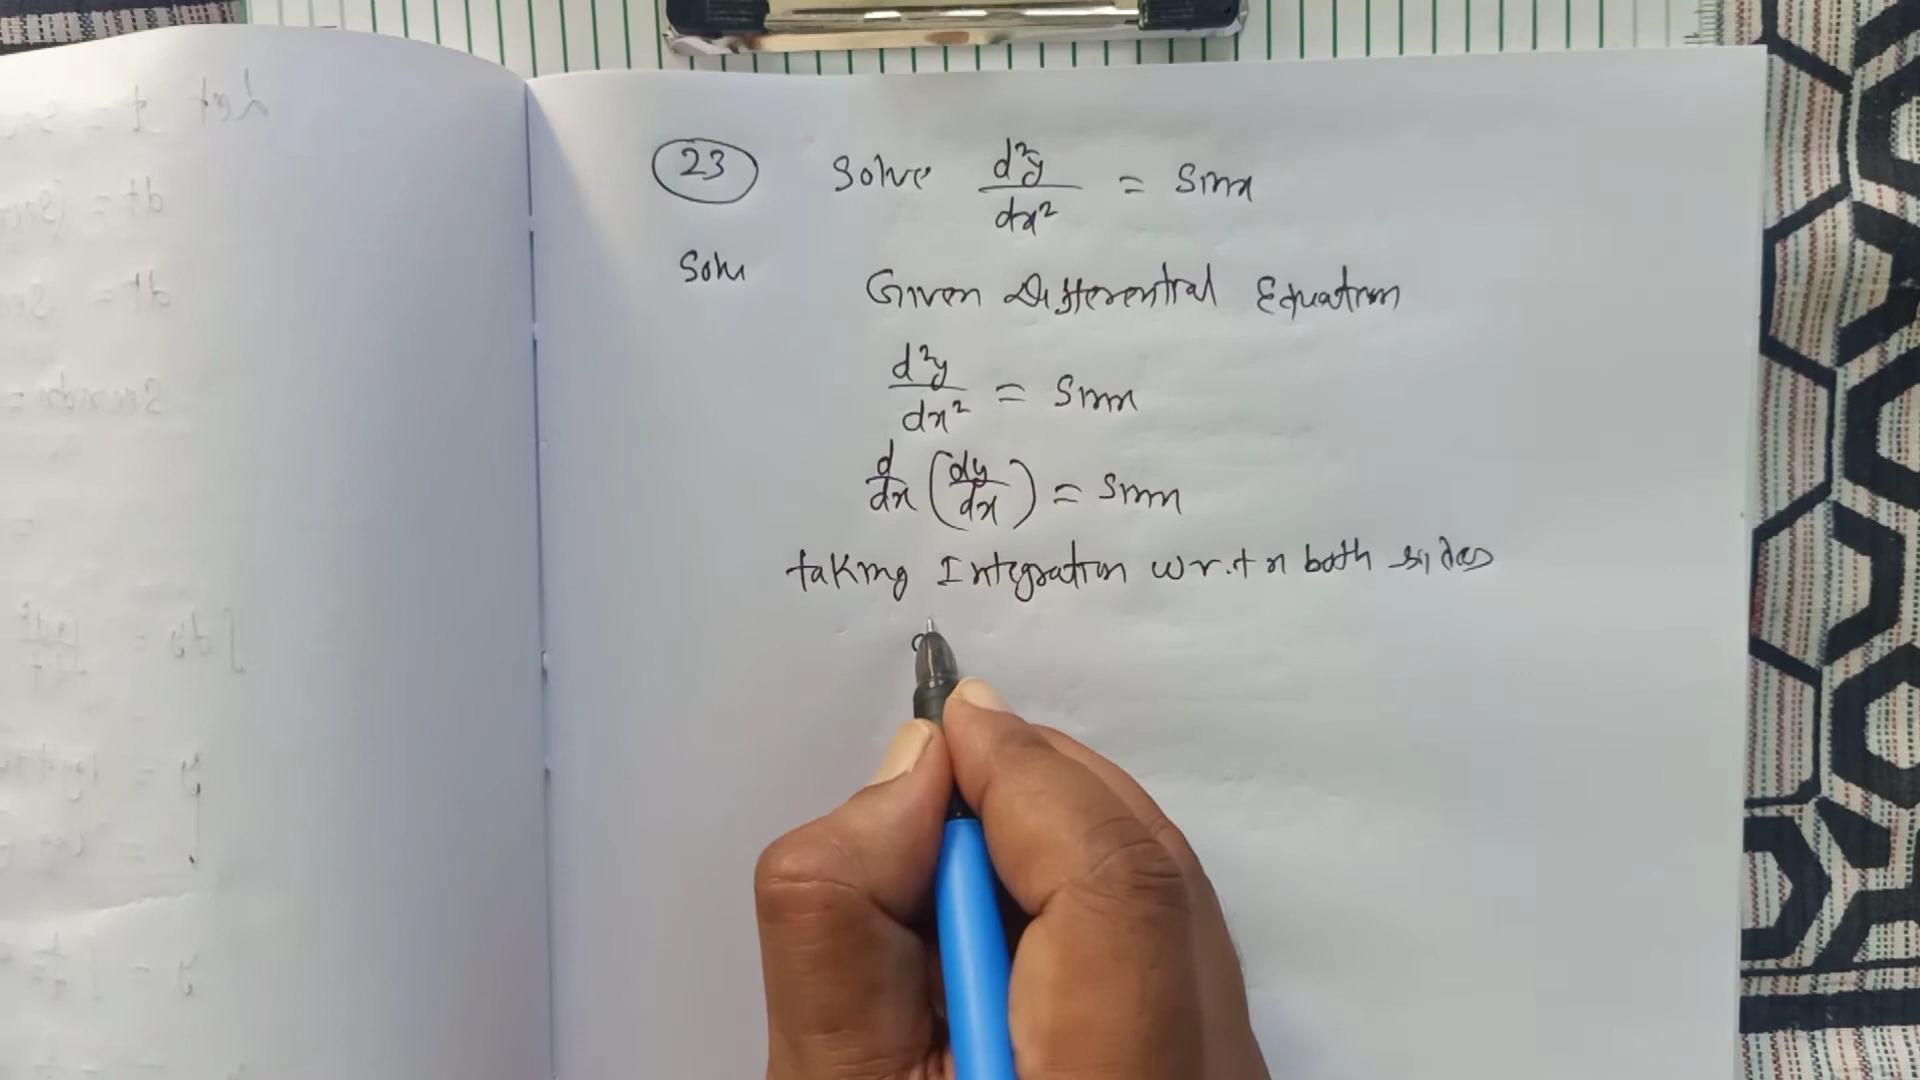 23 Solve d²y/dx² = Sinx
Soln
Given Differential Equation
d²y/dx² = Sinx
d/dx (dy/dx) = Sinx
taking Integration w.r.t x both sides